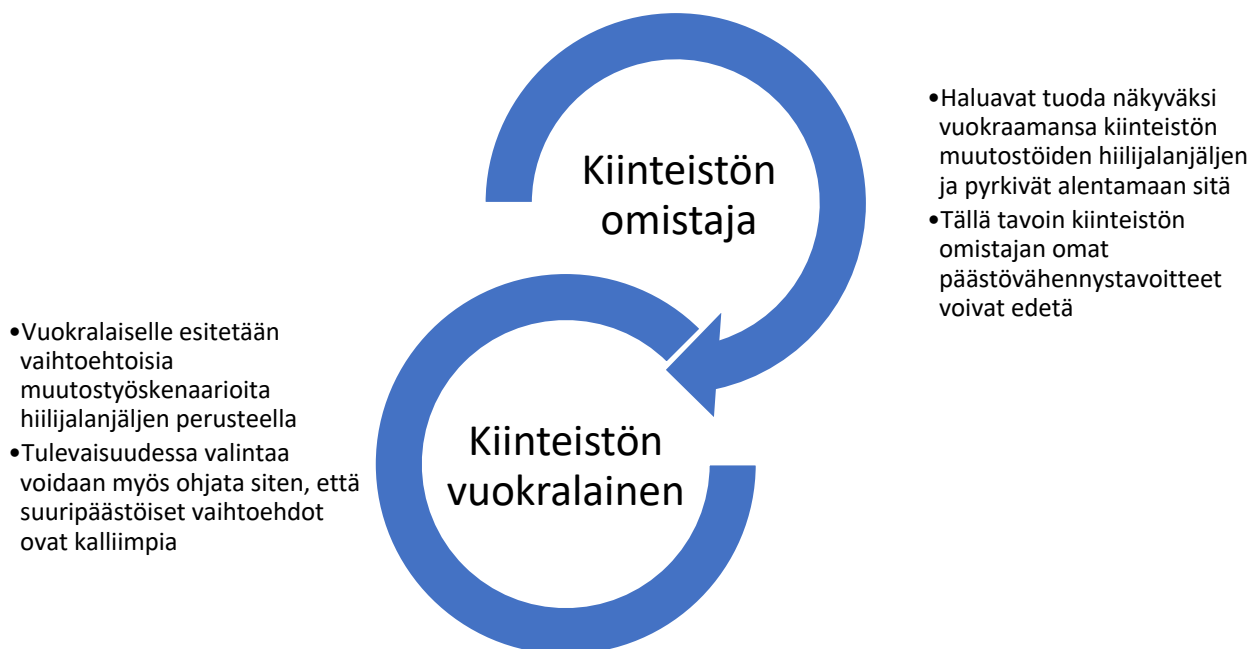 Kiinteistön
omistaja
•Haluavat tuoda näkyväksi
vuokraamansa kiinteistön
muutostöiden hiilijalanjäljen
ja pyrkivät alentamaan sitä
•Tällä tavoin kiinteistön
omistajan omat
päästövähennystavoitteet
voivat edetä
Kiinteistön
vuokralainen
•Vuokralaiselle esitetään
vaihtoehtoisia
muutostyöskenaarioita
hiilijalanjäljen perusteella
•Tulevaisuudessa valintaa
voidaan myös ohjata siten, että
suuripäästöiset vaihtoehdot
ovat kalliimpia